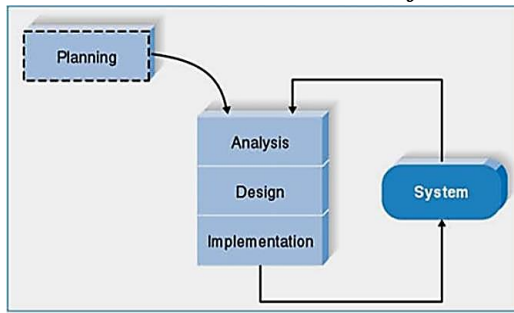 Planning
Analysis
Design
System
Implementation